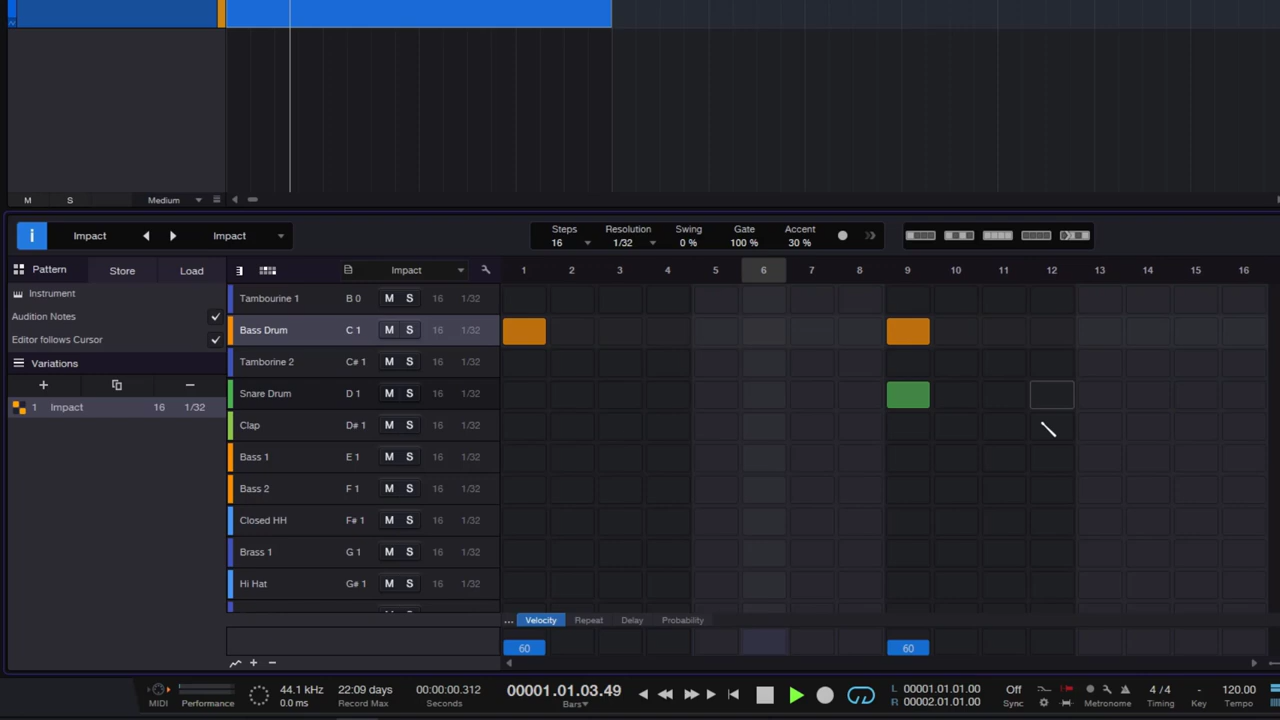 M S Medium
i Impact Impact Steps 16 Resolution 1/32 Swing 0 % Gate 100 % Accent 30 %
Pattern Store Load Impact 1 2 3 4 5 6 7 8 9 10 11 12 13 14 15 16
Instrument
Audition Notes
Editor follows Cursor
Variations
1 Impact 16 1/32
Tambourine 1 B 0 M S 16 1/32
Bass Drum C 1 M S 16 1/32
Tamborine 2 C# 1 M S 16 1/32
Snare Drum D 1 M S 16 1/32
Clap D# 1 M S 16 1/32
Bass 1 E 1 M S 16 1/32
Bass 2 F 1 M S 16 1/32
Closed HH F# 1 M S 16 1/32
Brass 1 G 1 M S 16 1/32
Hi Hat G# 1 M S 16 1/32
... Velocity Repeat Delay Probability
60 60
MIDI Performance 44.1 kHz 0.0 ms 22:09 days Record Max 00:00:00.312 Seconds 00001.01.03.49 Bars L 00001.01.01.00 R 00002.01.01.00 Off Sync Metronome 4 / 4 Timing - Key 120.00 Tempo